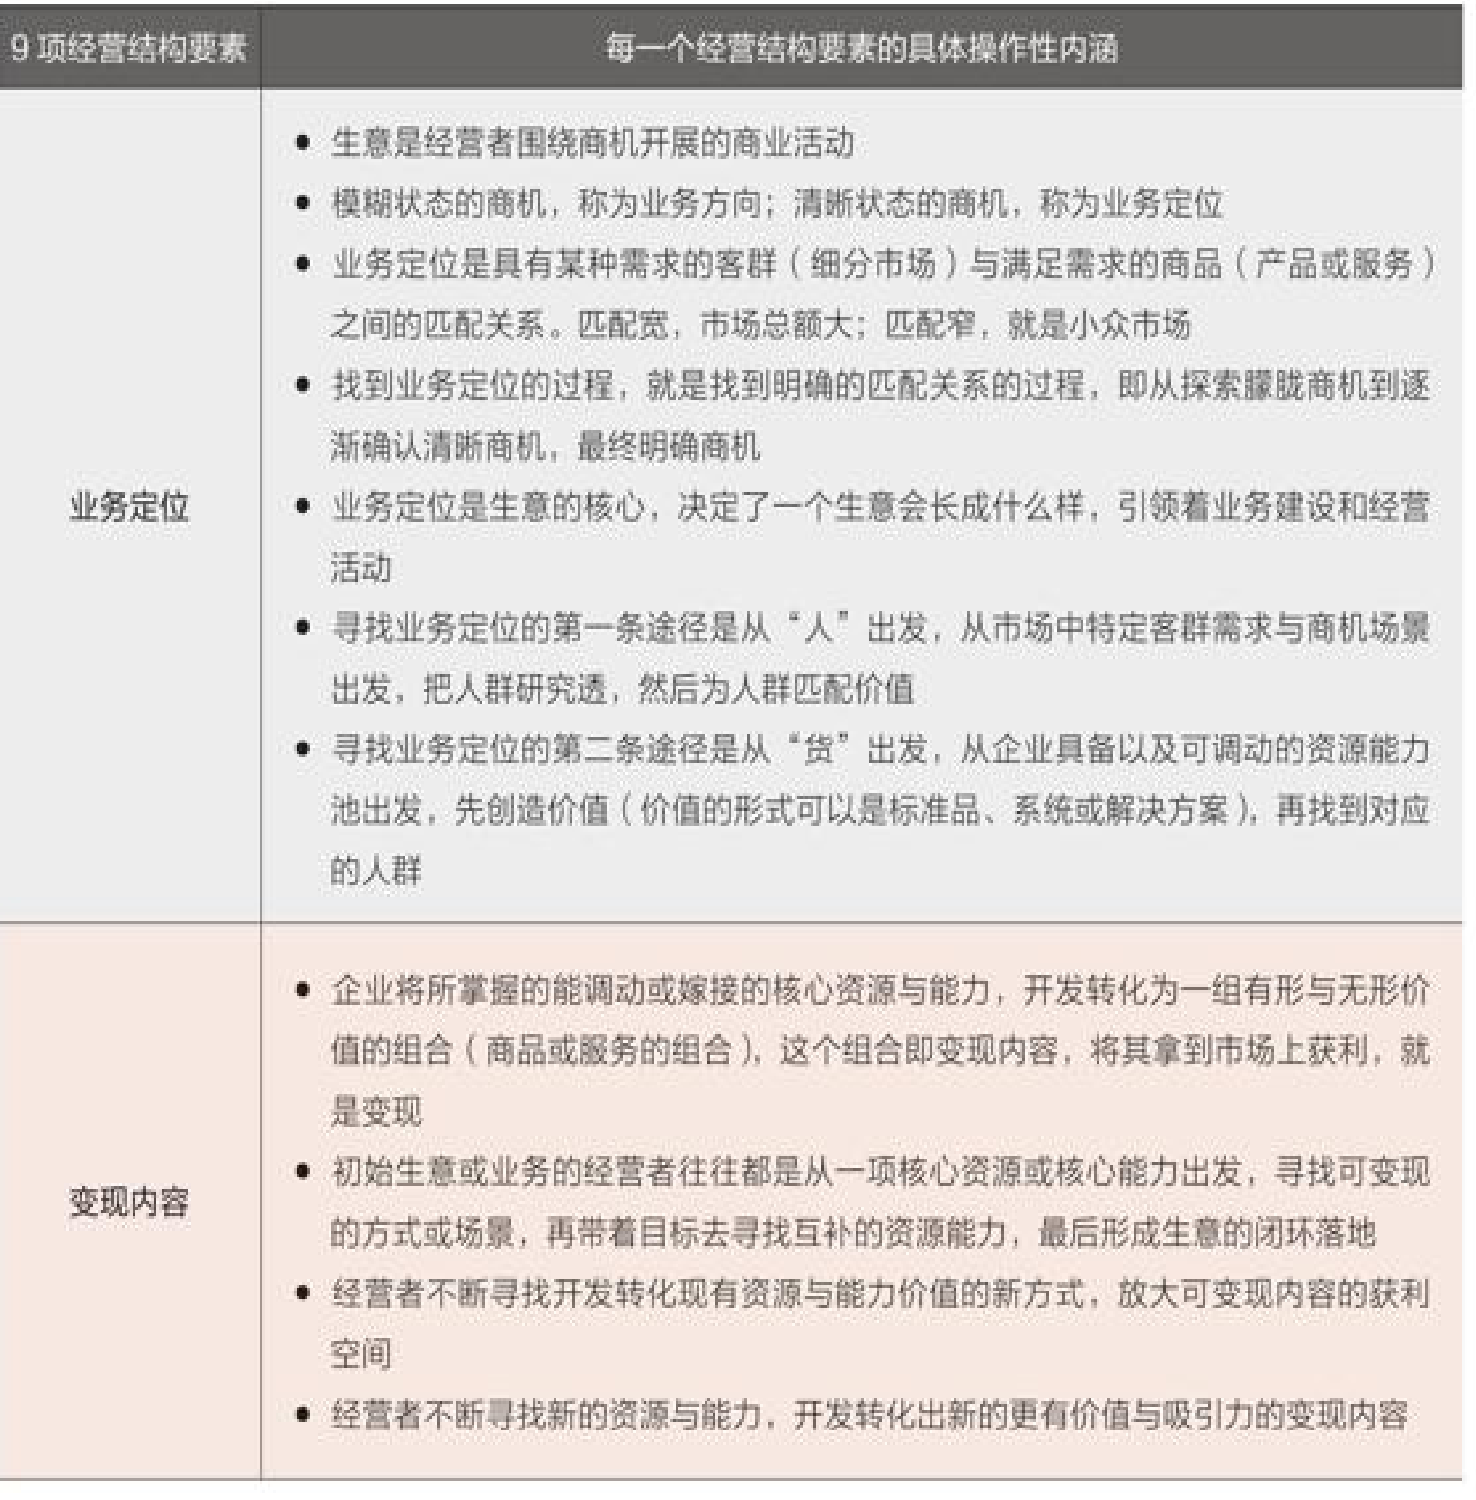 9 项经营结构要素
每一个经营结构要素的具体操作性内涵
业务定位
● 生意是经营者围绕商机开展的商业活动
● 模糊状态的商机，称为业务方向；清晰状态的商机，称为业务定位
● 业务定位是具有某种需求的客群（细分市场）与满足需求的商品（产品或服务）
之间的匹配关系。匹配宽，市场总额大；匹配窄，就是小众市场
● 找到业务定位的过程，就是找到明确的匹配关系的过程，即从探索朦胧商机到逐
渐确认清晰商机，最终明确商机
● 业务定位是生意的核心，决定了一个生意会长成什么样，引领着业务建设和经营
活动
● 寻找业务定位的第一条途径是从“人”出发，从市场中特定客群需求与商机场景
出发，把人群研究透，然后为人群匹配价值
● 寻找业务定位的第二条途径是从“货”出发，从企业具备以及可调动的资源能力
池出发，先创造价值（价值的形式可以是标准品、系统或解决方案），再找到对应
的人群
变现内容
● 企业将所掌握的能调动或嫁接的核心资源与能力，开发转化为一组有形与无形价
值的组合（商品或服务的组合），这个组合即变现内容，将其拿到市场上获利，就
是变现
● 初始生意或业务的经营者往往都是从一项核心资源或核心能力出发，寻找可变现
的方式或场景，再带着目标去寻找互补的资源能力，最后形成生意的闭环落地
● 经营者不断寻找开发转化现有资源与能力价值的新方式，放大可变现内容的获利
空间
● 经营者不断寻找新的资源与能力，开发转化出新的更有价值与吸引力的变现内容